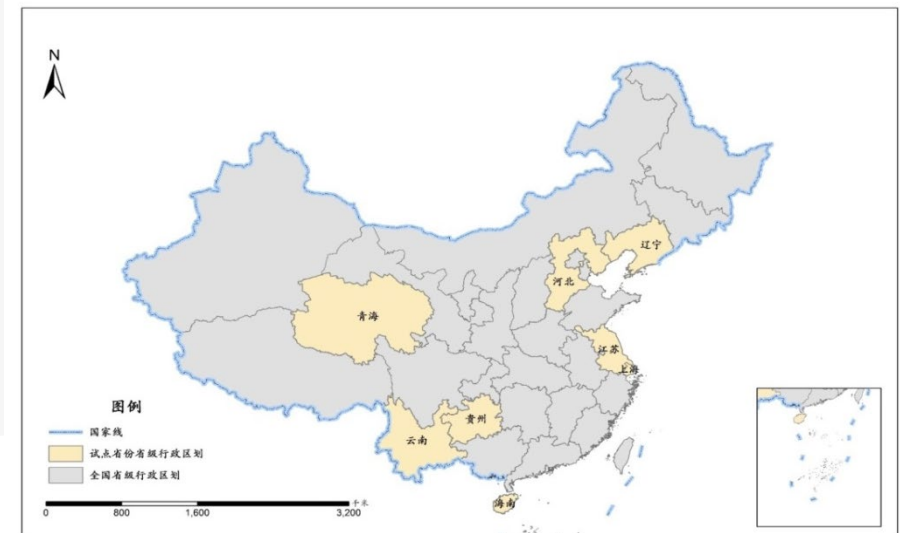 N
辽宁
河北
青海
江苏
上海
贵州
云南
海南
图例
国家线
试点省份省级行政区划
全国省级行政区划
千米
0 800 1,600 3,200